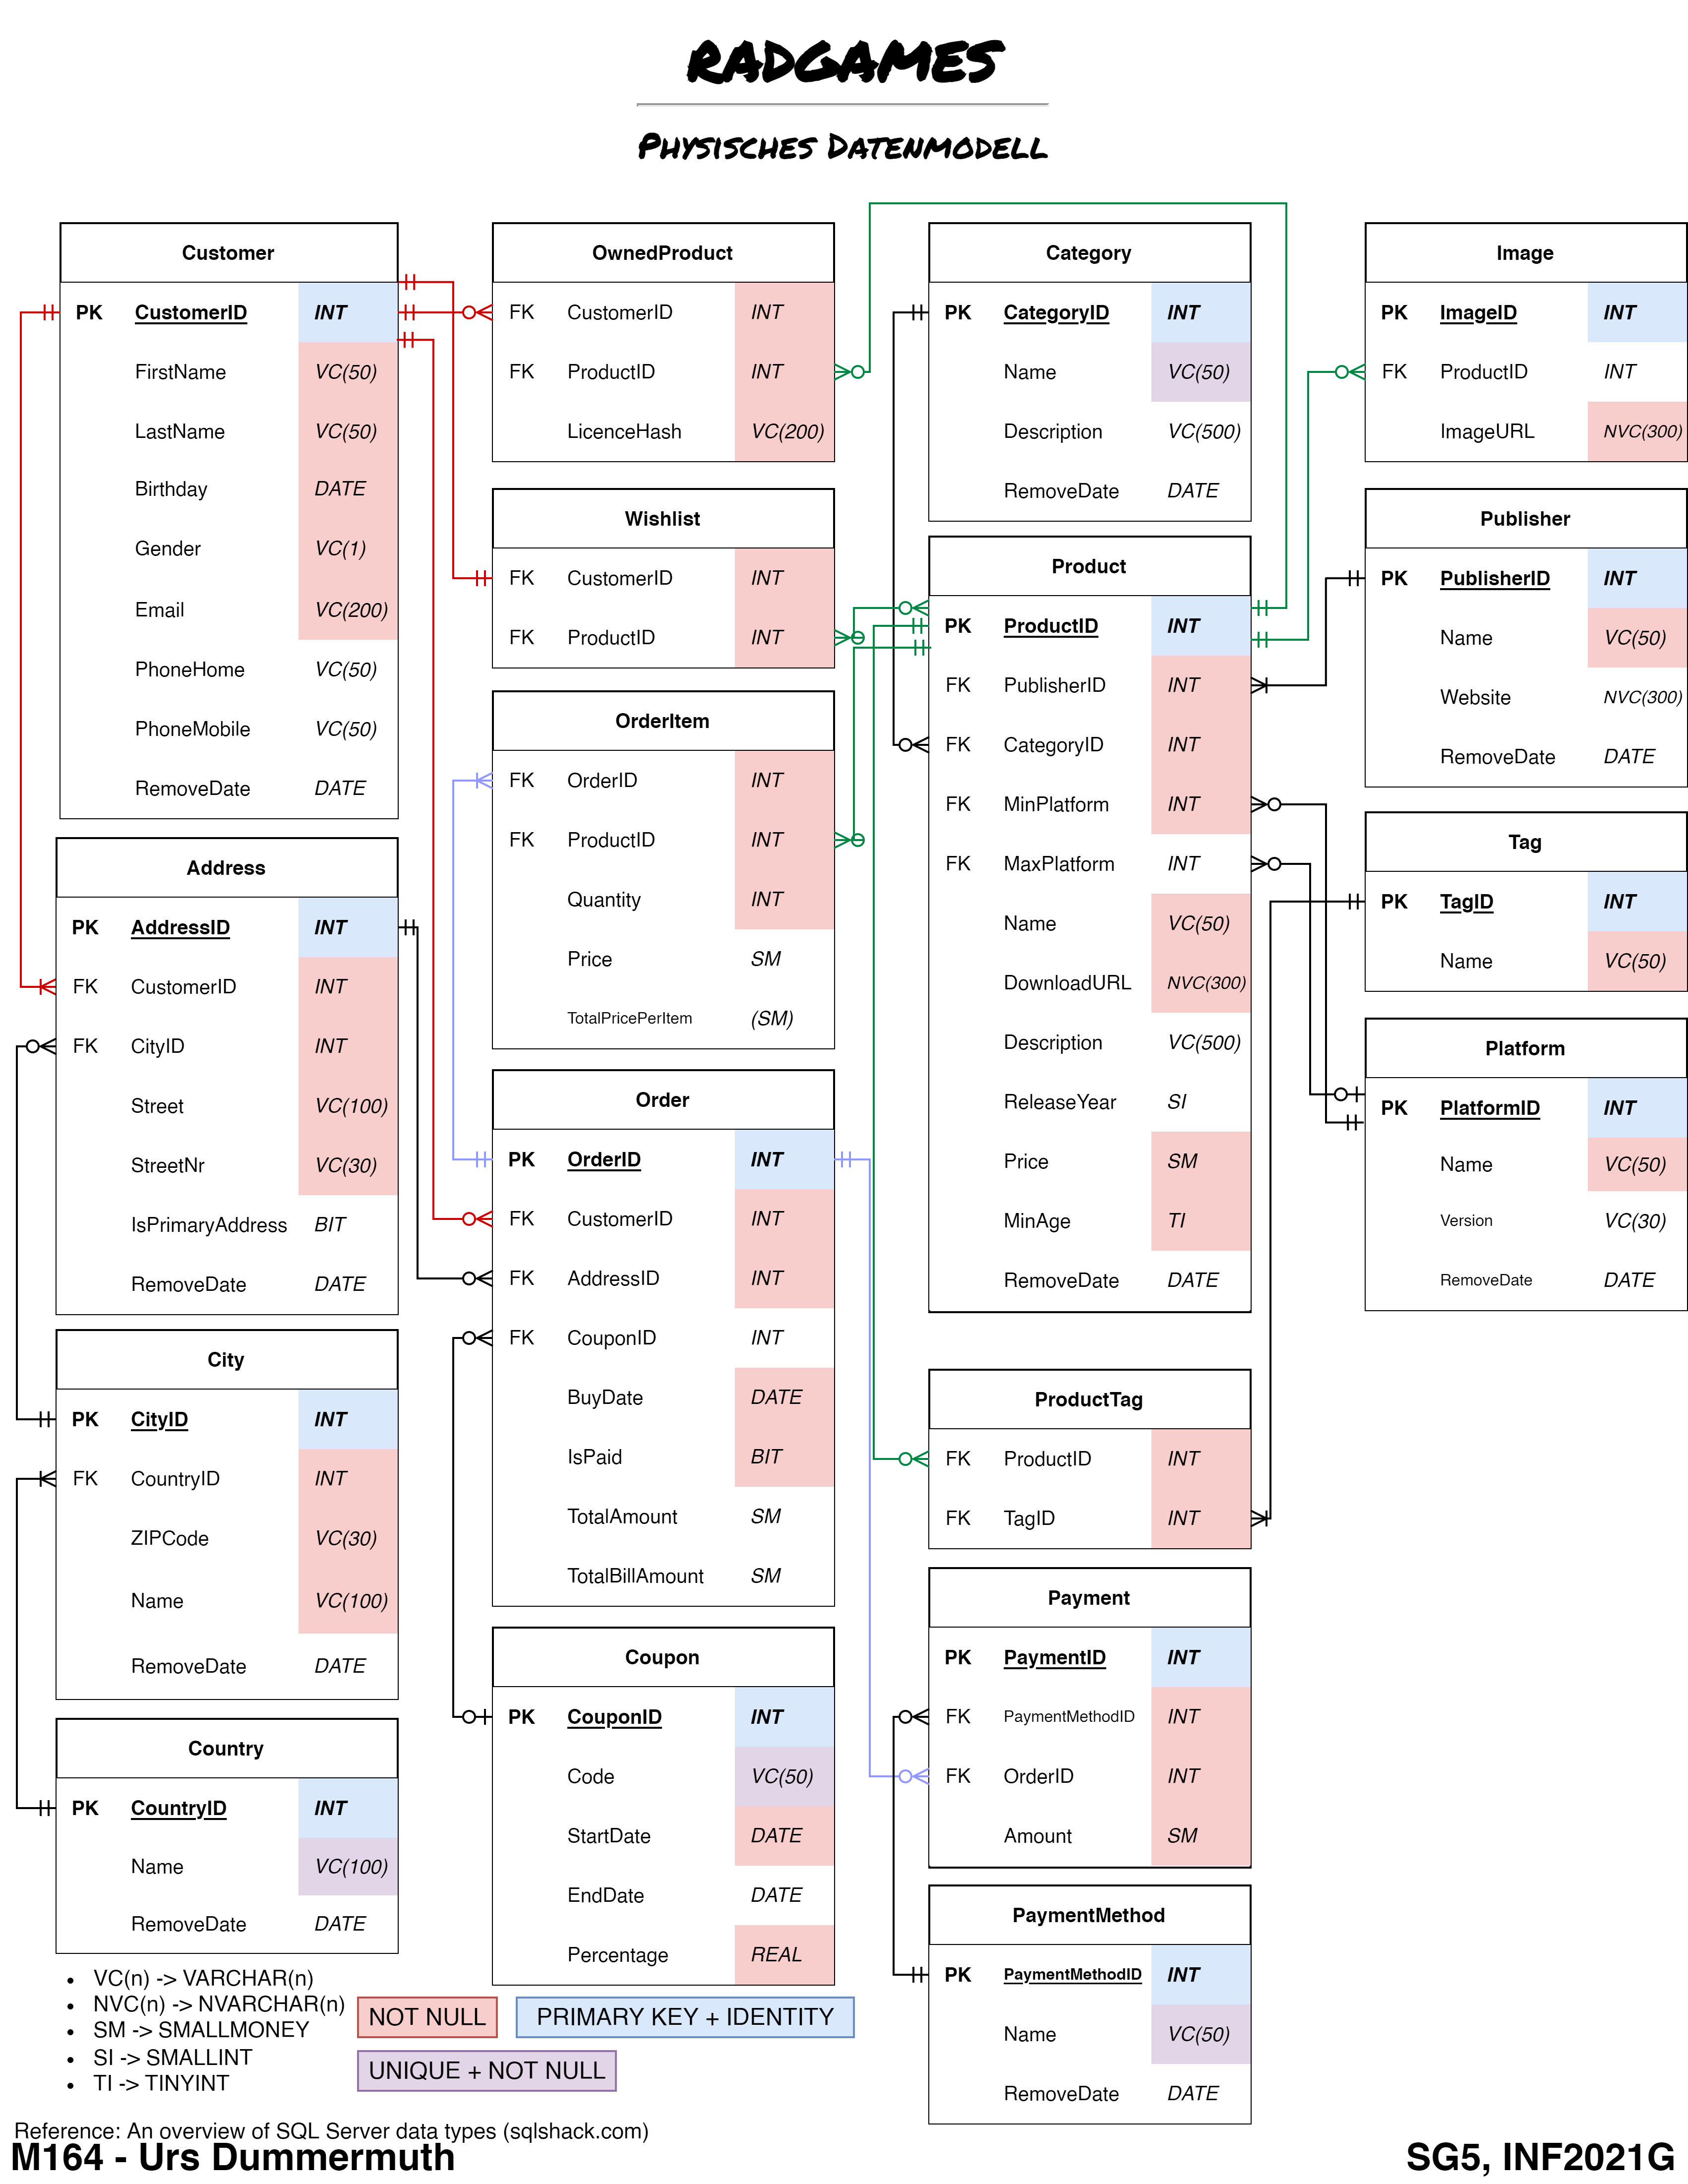 RADGAMES
PHYSISCHES DATENMODELL
Customer
PK CustomerID INT
FirstName VC(50)
LastName VC(50)
Birthday DATE
Gender VC(1)
Email VC(200)
PhoneHome VC(50)
PhoneMobile VC(50)
RemoveDate DATE
Address
PK AddressID INT
FK CustomerID INT
FK CityID INT
Street VC(100)
StreetNr VC(30)
IsPrimaryAddress BIT
RemoveDate DATE
City
PK CityID INT
FK CountryID INT
ZIPCode VC(30)
Name VC(100)
RemoveDate DATE
Country
PK CountryID INT
Name VC(100)
RemoveDate DATE
OwnedProduct
FK CustomerID INT
FK ProductID INT
LicenceHash VC(200)
Wishlist
FK CustomerID INT
FK ProductID INT
OrderItem
FK OrderID INT
FK ProductID INT
Quantity INT
Price SM
TotalPricePerItem (SM)
Order
PK OrderID INT
FK CustomerID INT
FK AddressID INT
FK CouponID INT
BuyDate DATE
IsPaid BIT
TotalAmount SM
TotalBillAmount SM
Coupon
PK CouponID INT
Code VC(50)
StartDate DATE
EndDate DATE
Percentage REAL
Category
PK CategoryID INT
Name VC(50)
Description VC(500)
RemoveDate DATE
Product
PK ProductID INT
FK PublisherID INT
FK CategoryID INT
FK MinPlatform INT
FK MaxPlatform INT
Name VC(50)
DownloadURL NVC(300)
Description VC(500)
ReleaseYear SI
Price SM
MinAge TI
RemoveDate DATE
ProductTag
FK ProductID INT
FK TagID INT
Payment
PK PaymentID INT
FK PaymentMethodID INT
FK OrderID INT
Amount SM
PaymentMethod
PK PaymentMethodID INT
Name VC(50)
RemoveDate DATE
Image
PK ImageID INT
FK ProductID INT
ImageURL NVC(300)
Publisher
PK PublisherID INT
Name VC(50)
Website NVC(300)
RemoveDate DATE
Tag
PK TagID INT
Name VC(50)
Platform
PK PlatformID INT
Name VC(50)
Version VC(30)
RemoveDate DATE
• VC(n) -> VARCHAR(n)
• NVC(n) -> NVARCHAR(n)
• SM -> SMALLMONEY
• SI -> SMALLINT
• TI -> TINYINT
NOT NULL
PRIMARY KEY + IDENTITY
UNIQUE + NOT NULL
Reference: An overview of SQL Server data types (sqlshack.com)
M164 - Urs Dummermuth
SG5, INF2021G